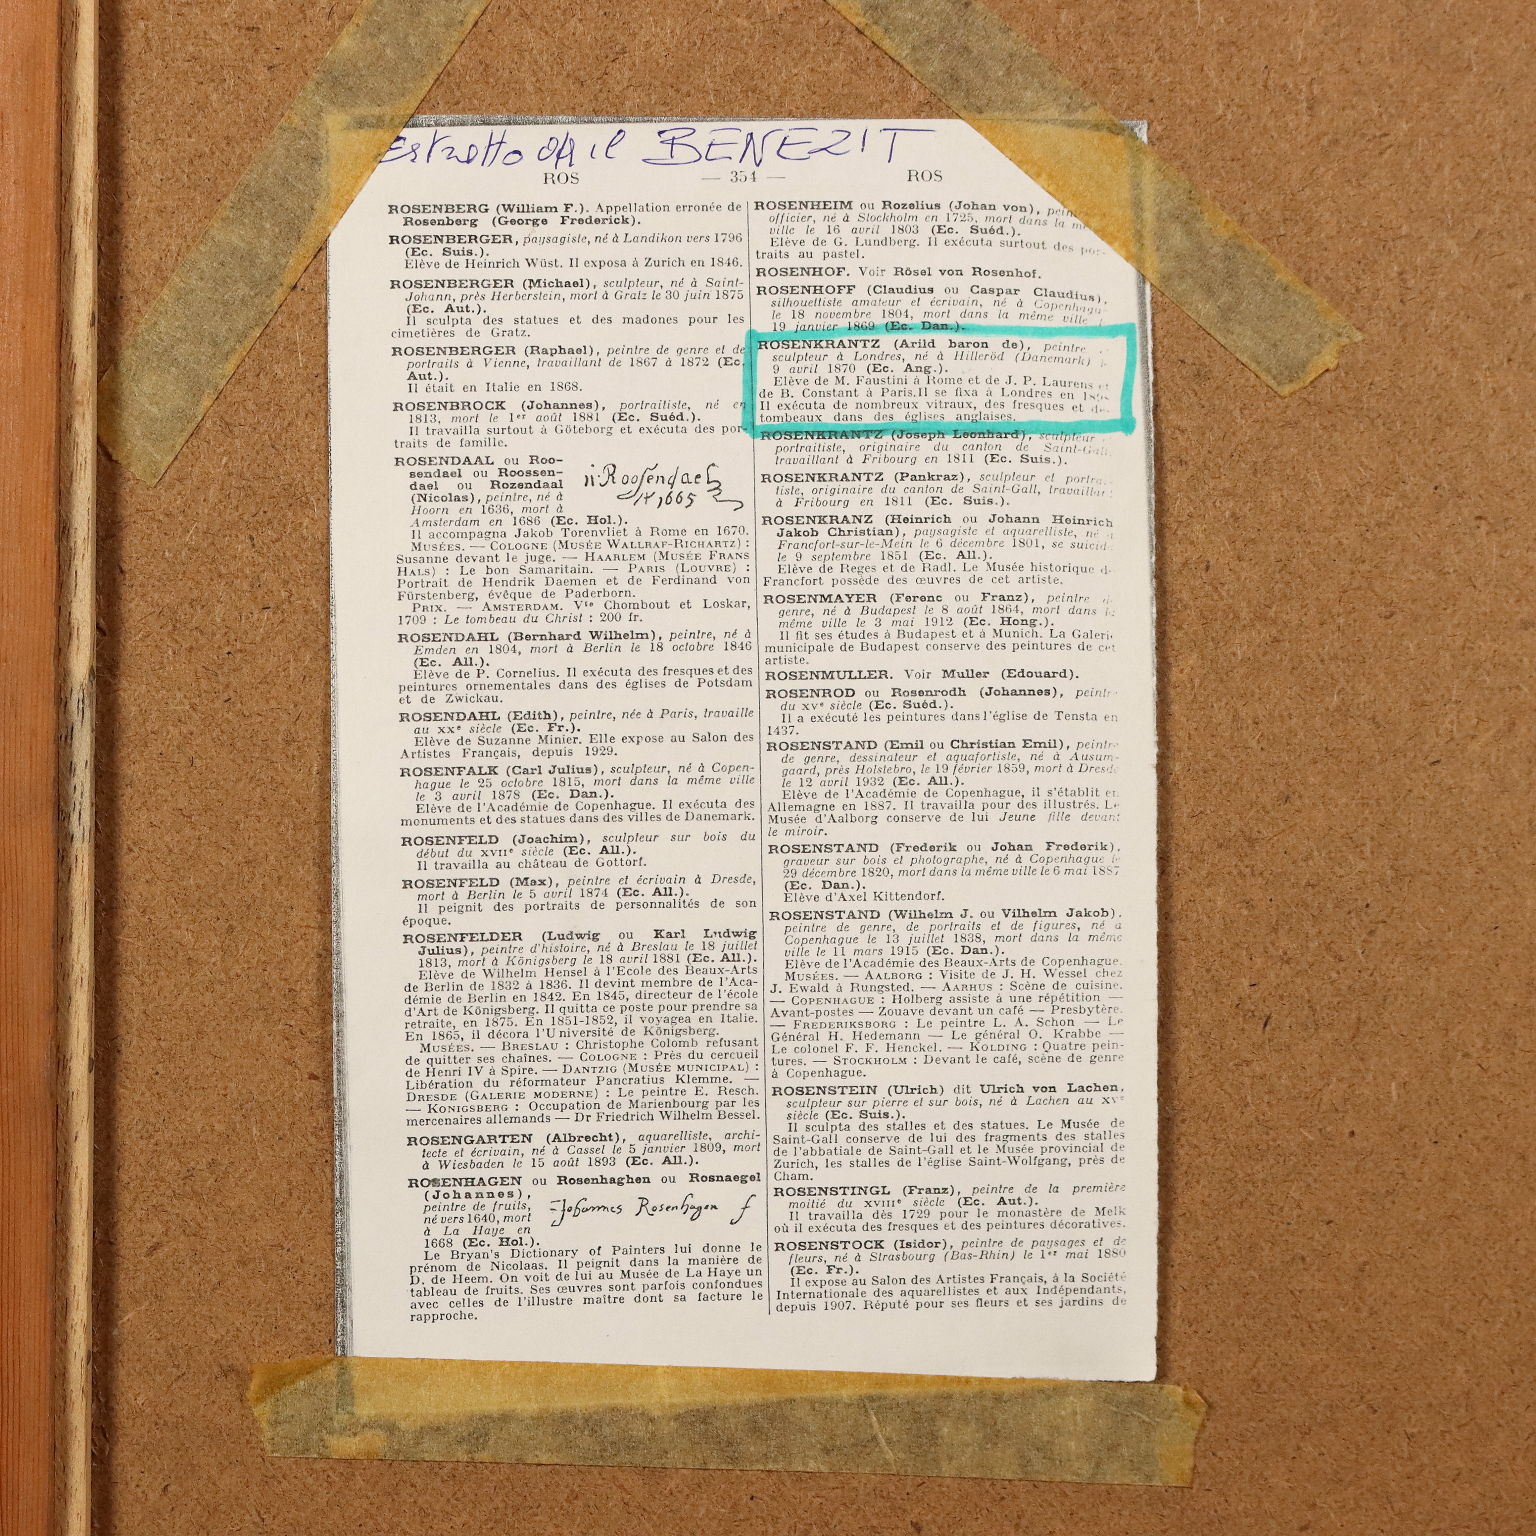 Estratto da il BENEZIT
ROS — 354 — ROS
ROSENBERG (William F.). Appellation erronée de
Rosenberg (George Frederick).
ROSENBERGER, paysagiste, né à Landikon vers 1796
(Ec. Suis.).
Elève de Heinrich Wüst. Il exposa à Zurich en 1846.
ROSENBERGER (Michael), sculpteur, né à Saint-
Johann, près Herberstein, mort à Gratz le 30 juin 1875
(Ec. Aut.).
Il sculpta des statues et des madones pour les
cimetières de Gratz.
ROSENBERGER (Raphael), peintre de genre et de
portraits à Vienne, travaillant de 1867 à 1872 (Ec.
Aut.).
Il était en Italie en 1868.
ROSENBROCK (Johannes), portraitiste, né en
1813, mort le 1er août 1881 (Ec. Suéd.).
Il travailla surtout à Göteborg et exécuta des por-
traits de famille.
ROSENDAAL ou Roo-
sendael ou Roossen-
dael ou Rozendaal
(Nicolas), peintre, né à
Hoorn en 1636, mort à
Amsterdam en 1686 (Ec. Hol.).
Roosendael
1665
Il accompagna Jakob Torenvliet à Rome en 1670.
MUSÉES. — COLOGNE (MUSÉE WALLRAF-RICHARTZ) :
Susanne devant le juge. — HAARLEM (MUSÉE FRANS
HALS) : Le bon Samaritain. — PARIS (LOUVRE) :
Portrait de Hendrik Daemen et de Ferdinand von
Fürstenberg, évêque de Paderborn.
PRIX. — AMSTERDAM. Vte Chombout et Loskar,
1709 : Le tombeau du Christ : 200 fr.
ROSENDAHL (Bernhard Wilhelm), peintre, né à
Emden en 1804, mort à Berlin le 18 octobre 1846
(Ec. All.).
Elève de P. Cornelius. Il exécuta des fresques et des
peintures ornementales dans des églises de Potsdam
et de Zwickau.
ROSENDAHL (Edith), peintre, née à Paris, travaille
au XXe siècle (Ec. Fr.).
Elève de Suzanne Minier. Elle expose au Salon des
Artistes Français, depuis 1929.
ROSENFALK (Carl Julius), sculpteur, né à Copen-
hague le 25 octobre 1815, mort dans la même ville
le 3 avril 1878 (Ec. Dan.).
Elève de l'Académie de Copenhague. Il exécuta des
monuments et des statues dans des villes de Danemark.
ROSENFELD (Joachim), sculpteur sur bois du
début du XVIIe siècle (Ec. All.).
Il travailla au château de Gottorf.
ROSENFELD (Max), peintre et écrivain à Dresde,
mort à Berlin le 5 avril 1874 (Ec. All.).
Il peignit des portraits de personnalités de son
époque.
ROSENFELDER (Ludwig ou Karl Ludwig
Julius), peintre d'histoire, né à Breslau le 18 juillet
1813, mort à Königsberg le 18 avril 1881 (Ec. All.).
Elève de Wilhelm Hensel à l'Ecole des Beaux-Arts
de Berlin de 1832 à 1836. Il devint membre de l'Aca-
démie de Berlin en 1842. En 1845, directeur de l'école
d'Art de Königsberg. Il quitta ce poste pour prendre sa
retraite, en 1875. En 1851-1852, il voyagea en Italie.
En 1865, il décora l'Université de Königsberg.
MUSÉES. — BRESLAU : Christophe Colomb refusant
de quitter ses chaînes. — COLOGNE : Près du cercueil
de Henri IV à Spire. — DANTZIG (MUSÉE MUNICIPAL) :
Libération du réformateur Pancratius Klemme. —
DRESDE (GALERIE MODERNE) : Le peintre E. Resch.
— KONIGSBERG : Occupation de Marienbourg par les
mercenaires allemands — Dr Friedrich Wilhelm Bessel.
ROSENGARTEN (Albrecht), aquarelliste, archi-
tecte et écrivain, né à Cassel le 5 janvier 1809, mort
à Wiesbaden le 15 août 1893 (Ec. All.).
ROSENHAGEN ou Rosenhaghen ou Rosnaegel
(Johannes),
peintre de fruits,
né vers 1640, mort
à La Haye en
1668 (Ec. Hol.).
Johannes Rosenhagen f
Le Bryan's Dictionary of Painters lui donne le
prénom de Nicolaas. Il peignit dans la manière de
D. de Heem. On voit de lui au Musée de La Haye un
tableau de fruits. Ses œuvres sont parfois confondues
avec celles de l'illustre maître dont sa facture le
rapproche.
ROSENHEIM ou Rozelius (Johan von),
officier, né à Stockholm en 1725, mort dans la
ville le 16 avril 1803 (Ec. Suéd.).
Elève de G. Lundberg. Il exécuta surtout des por-
traits au pastel.
ROSENHOF. Voir Rösel von Rosenhof.
ROSENHOFF (Claudius ou Caspar Claudius),
silhouettiste amateur et écrivain, né à Copenhague
le 18 novembre 1804, mort dans la même ville
19 janvier 1869 (Ec. Dan.).
ROSENKRANTZ (Arild baron de), peintre
sculpteur à Londres, né à Hilleröd (Danemark)
9 avril 1870 (Ec. Ang.).
Elève de M. Faustini à Rome et de J. P. Laurens et
de B. Constant à Paris. Il se fixa à Londres en
Il exécuta de nombreux vitraux, des fresques et des
tombeaux dans des églises anglaises.
ROSENKRANTZ (Joseph Leonhard), sculpteur
portraitiste, originaire du canton de Saint-Gall,
travaillant à Fribourg en 1811 (Ec. Suis.).
ROSENKRANTZ (Pankraz), sculpteur et portrai-
tiste, originaire du canton de Saint-Gall, travaillant
à Fribourg en 1811 (Ec. Suis.).
ROSENKRANZ (Heinrich ou Johann Heinrich
Jakob Christian), paysagiste et aquarelliste, né à
Francfort-sur-le-Mein le 6 décembre 1801, se suicida
le 9 septembre 1851 (Ec. All.).
Elève de Reges et de Radl. Le Musée historique de
Francfort possède des œuvres de cet artiste.
ROSENMAYER (Ferenc ou Franz), peintre de
genre, né à Budapest le 8 août 1864, mort dans la
même ville le 3 mai 1912 (Ec. Hong.).
Il fit ses études à Budapest et à Munich. La Galerie
municipale de Budapest conserve des peintures de cet
artiste.
ROSENMULLER. Voir Muller (Edouard).
ROSENROD ou Rosenrodh (Johannes), peintre
du XVe siècle (Ec. Suéd.).
Il a exécuté les peintures dans l'église de Tensta en
1437.
ROSENSTAND (Emil ou Christian Emil), peintre
de genre, dessinateur et aquafortiste, né à Ausum-
gaard, près Holstebro, le 19 février 1859, mort à Dresde
le 12 avril 1932 (Ec. All.).
Elève de l'Académie de Copenhague, il s'établit en
Allemagne en 1887. Il travailla pour des illustrés. Le
Musée d'Aalborg conserve de lui Jeune fille devant
le miroir.
ROSENSTAND (Frederik ou Johan Frederik),
graveur sur bois et photographe, né à Copenhague le
29 décembre 1820, mort dans la même ville le 6 mai 1887
(Ec. Dan.).
Elève d'Axel Kittendorf.
ROSENSTAND (Wilhelm J. ou Vilhelm Jakob),
peintre de genre, de portraits et de figures, né à
Copenhague le 13 juillet 1838, mort dans la même
ville le 11 mars 1915 (Ec. Dan.).
Elève de l'Académie des Beaux-Arts de Copenhague.
MUSÉES. — AALBORG : Visite de J. H. Wessel chez
J. Ewald à Rungsted. — AARHUS : Scène de cuisine.
— COPENHAGUE : Holberg assiste à une répétition —
Avant-postes — Zouave devant un café — Presbytère.
— FREDERIKSBORG : Le peintre L. A. Schon — Le
Général H. Hedemann — Le général O. Krabbe —
Le colonel F. F. Henckel. — KOLDING : Quatre pein-
tures. — STOCKHOLM : Devant le café, scène de genre
à Copenhague.
ROSENSTEIN (Ulrich) dit Ulrich von Lachen,
sculpteur sur pierre et sur bois, né à Lachen au XVe
siècle (Ec. Suis.).
Il sculpta des stalles et des statues. Le Musée de
Saint-Gall conserve de lui des fragments des stalles
de l'abbatiale de Saint-Gall et le Musée provincial de
Zurich, les stalles de l'église Saint-Wolfgang, près de
Cham.
ROSENSTINGL (Franz), peintre de la première
moitié du XVIIIe siècle (Ec. Aut.).
Il travailla dès 1729 pour le monastère de Melk
où il exécuta des fresques et des peintures décoratives.
ROSENSTOCK (Isidor), peintre de paysages et de
fleurs, né à Strasbourg (Bas-Rhin) le 1er mai 1880
(Ec. Fr.).
Il expose au Salon des Artistes Français, à la Société
Internationale des aquarellistes et aux Indépendants,
depuis 1907. Réputé pour ses fleurs et ses jardins de